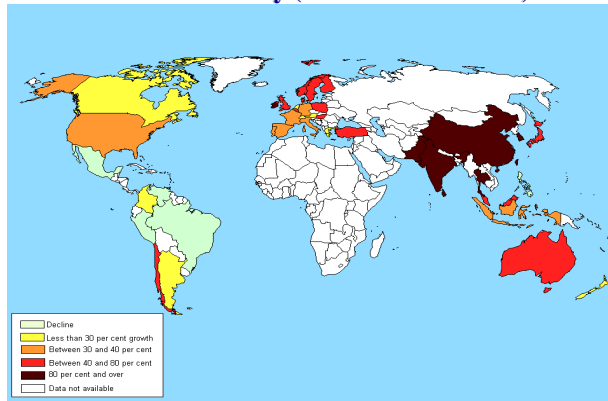 Decline
Less than 30 per cent growth
Between 30 and 40 per cent
Between 40 and 80 per cent
80 per cent and over
Data not available